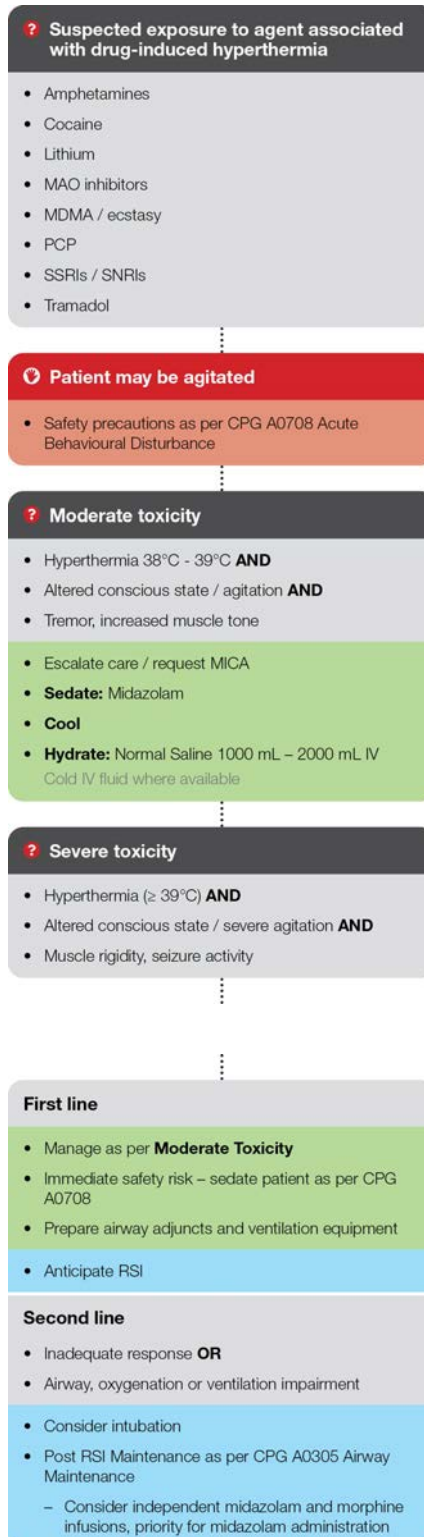 Suspected exposure to agent associated
with drug-induced hyperthermia
• Amphetamines
• Cocaine
• Lithium
• MAO inhibitors
• MDMA / ecstasy
• PCP
• SSRIs / SNRIs
• Tramadol
Patient may be agitated
• Safety precautions as per CPG A0708 Acute
Behavioural Disturbance
Moderate toxicity
• Hyperthermia 38°C - 39°C AND
• Altered conscious state / agitation AND
• Tremor, increased muscle tone
• Escalate care / request MICA
• Sedate: Midazolam
• Cool
• Hydrate: Normal Saline 1000 mL – 2000 mL IV
Cold IV fluid where available
Severe toxicity
• Hyperthermia (≥ 39°C) AND
• Altered conscious state / severe agitation AND
• Muscle rigidity, seizure activity
First line
• Manage as per Moderate Toxicity
• Immediate safety risk – sedate patient as per CPG
A0708
• Prepare airway adjuncts and ventilation equipment
• Anticipate RSI
Second line
• Inadequate response OR
• Airway, oxygenation or ventilation impairment
• Consider intubation
• Post RSI Maintenance as per CPG A0305 Airway
Maintenance
– Consider independent midazolam and morphine
infusions, priority for midazolam administration